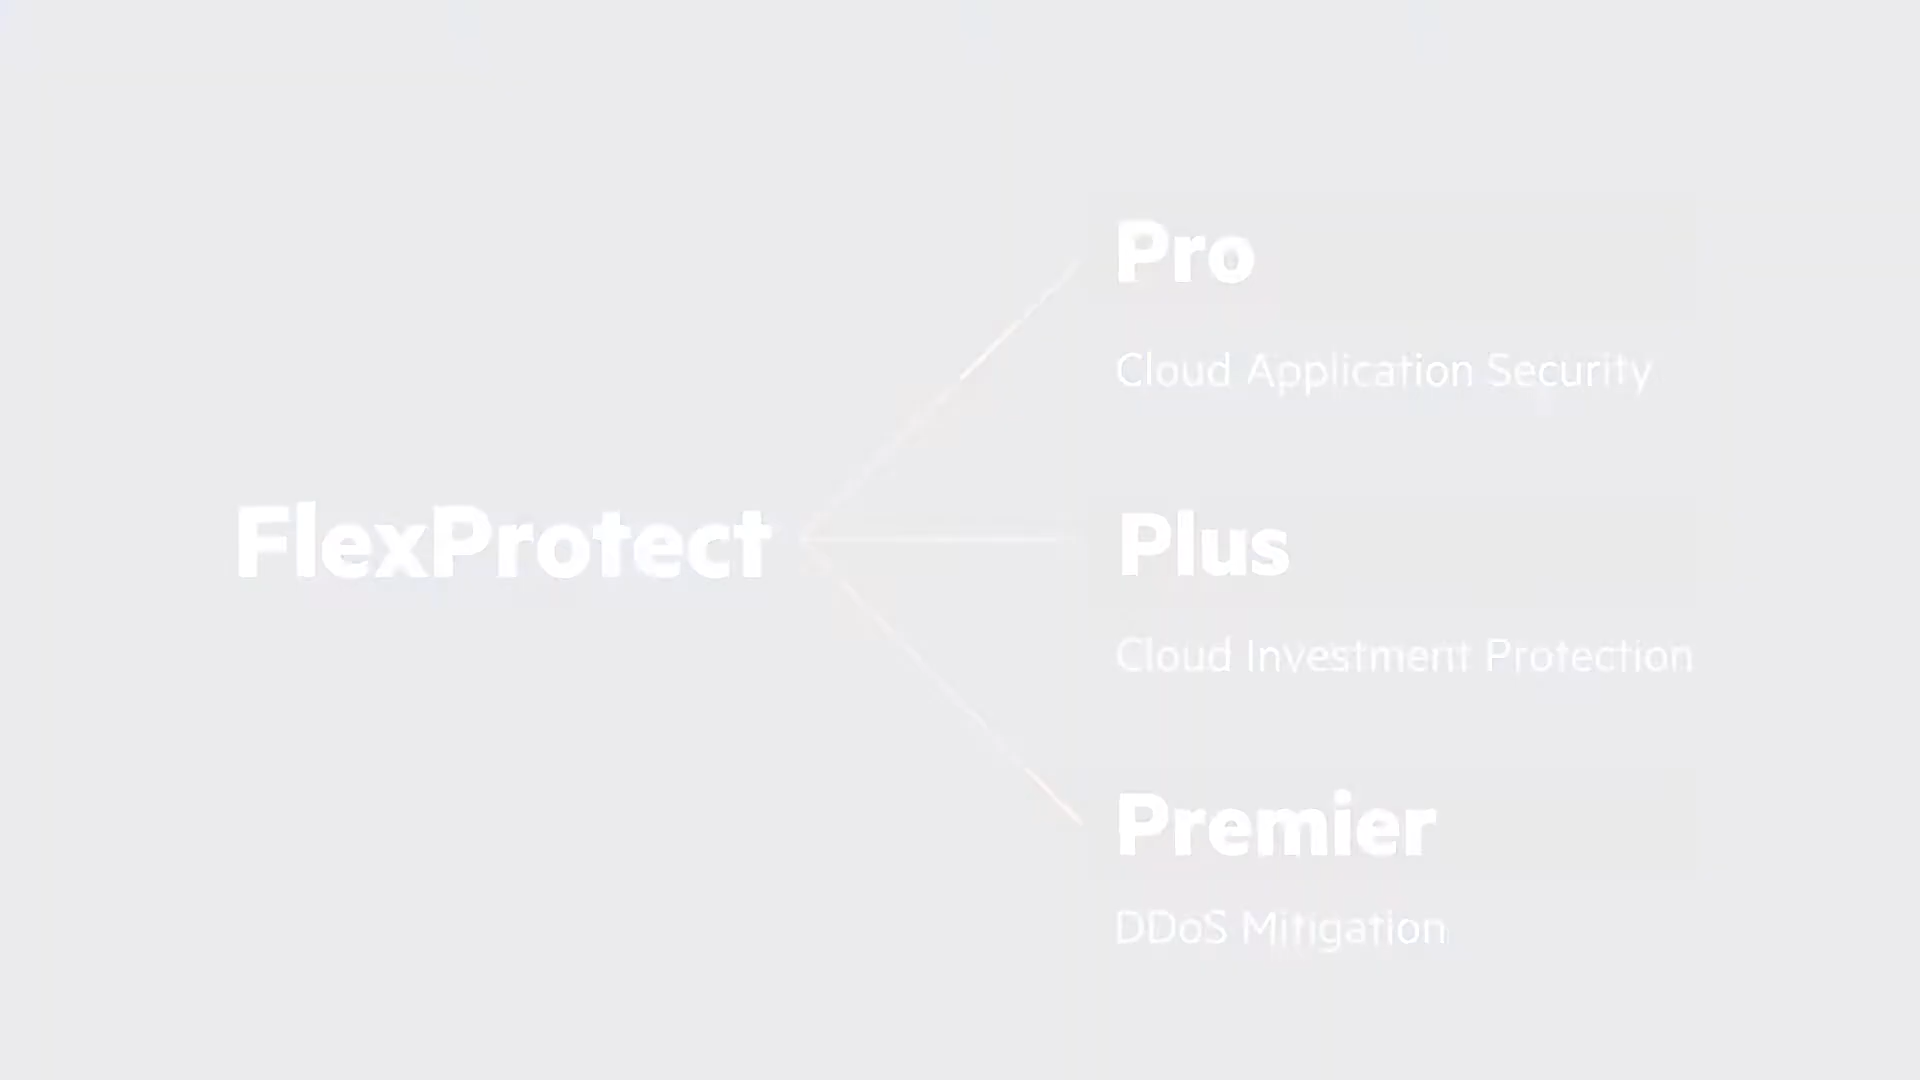 FlexProtect
Pro
Cloud Application Security
Plus
Cloud Investment Protection
Premier
DDoS Mitigation